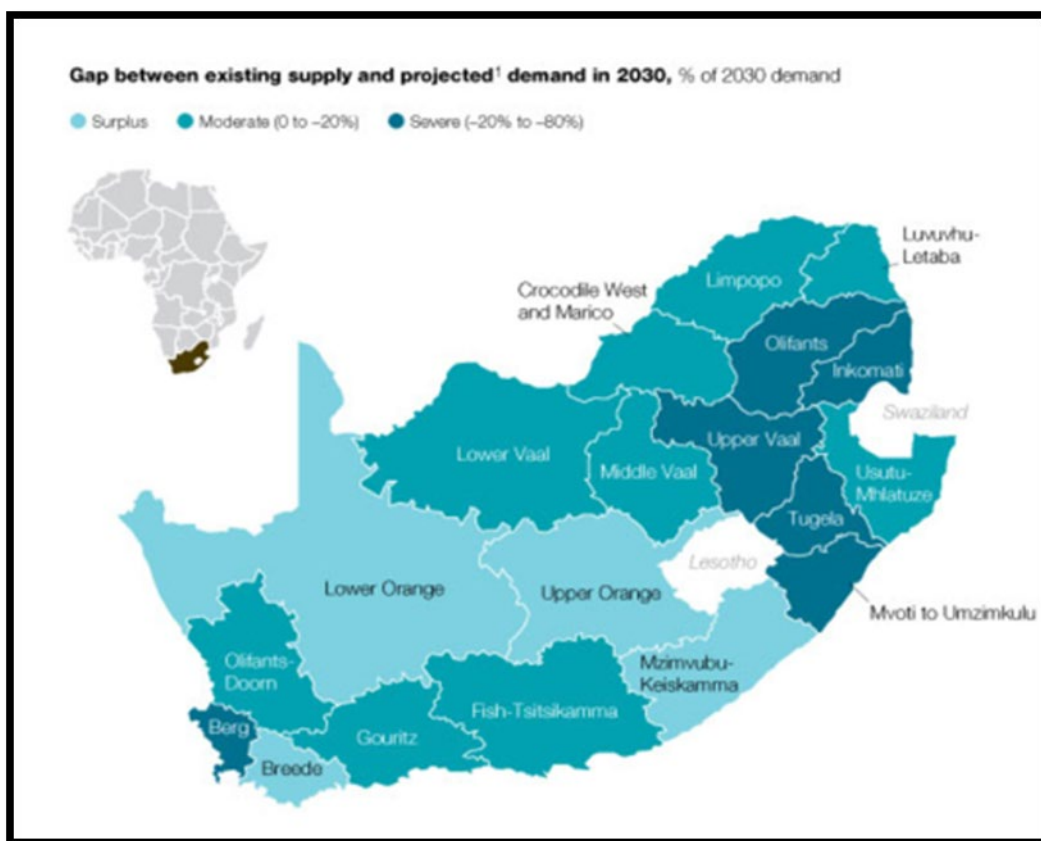 Gap between existing supply and projected¹ demand in 2030, % of 2030 demand
Surplus
Moderate (0 to –20%)
Severe (–20% to –80%)
Luvuvhu-
Letaba
Limpopo
Crocodile West
and Marico
Olifants
Inkomati
Swaziland
Upper Vaal
Lower Vaal
Middle Vaal
Usutu-
Mhlatuze
Tugela
Lesotho
Lower Orange
Upper Orange
Mvoti to Umzimkulu
Mzimvubu-
Keiskamma
Olifants-
Doorn
Fish-Tsitsikamma
Berg
Gouritz
Breede